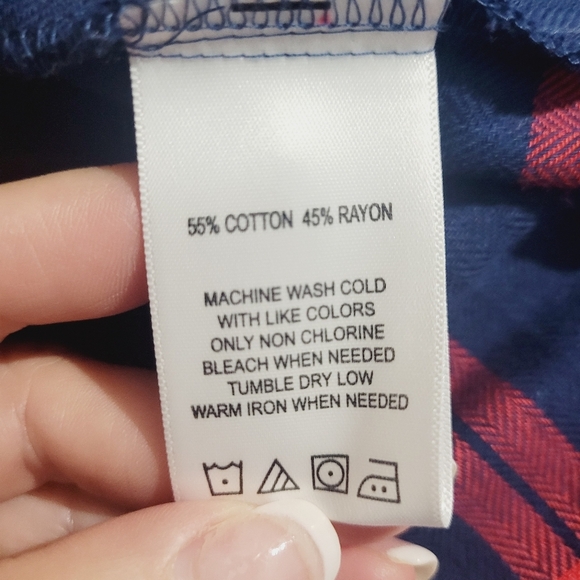 55% COTTON 45% RAYON
MACHINE WASH COLD
WITH LIKE COLORS
ONLY NON CHLORINE
BLEACH WHEN NEEDED
TUMBLE DRY LOW
WARM IRON WHEN NEEDED